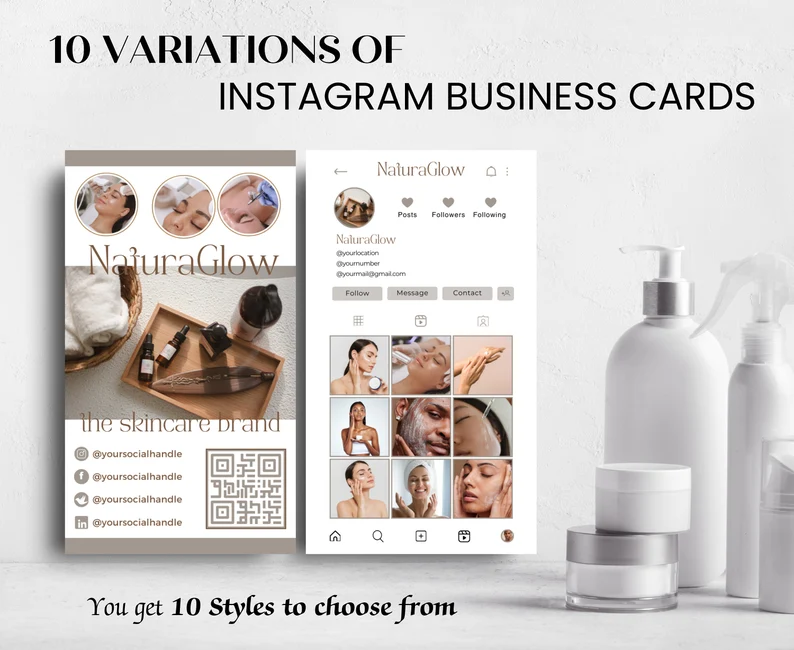 10 VARIATIONS OF
INSTAGRAM BUSINESS CARDS
NaturaGlow
the skincare brand
@yoursocialhandle
@yoursocialhandle
@yoursocialhandle
@yoursocialhandle
NaturaGlow
Posts Followers Following
NaturaGlow
@yourlocation
@yournumber
@yourmail@gmail.com
Follow Message Contact
You get 10 Styles to choose from